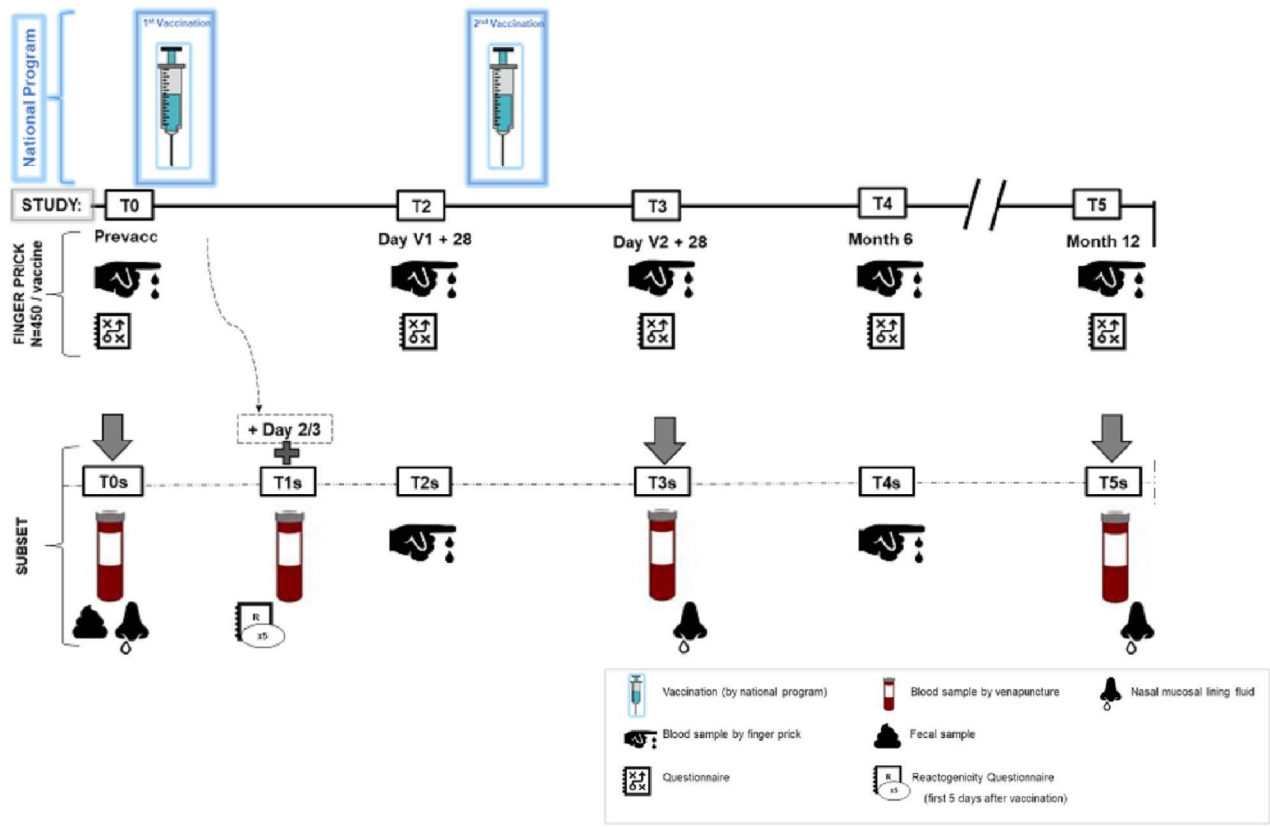 National Program
1st Vaccination
2nd Vaccination
STUDY:
T0
T2
T3
T4
T5
Prevacc
Day V1 + 28
Day V2 + 28
Month 6
Month 12
FINGER PRICK
N=450 / vaccine
+ Day 2/3
T0s
T1s
T2s
T3s
T4s
T5s
SUBSET
R
x5
Vaccination (by national program)
Blood sample by venapuncture
Nasal mucosal lining fluid
Blood sample by finger prick
Fecal sample
Questionnaire
R
x5
Reactogenicity Questionnaire
(first 5 days after vaccination)